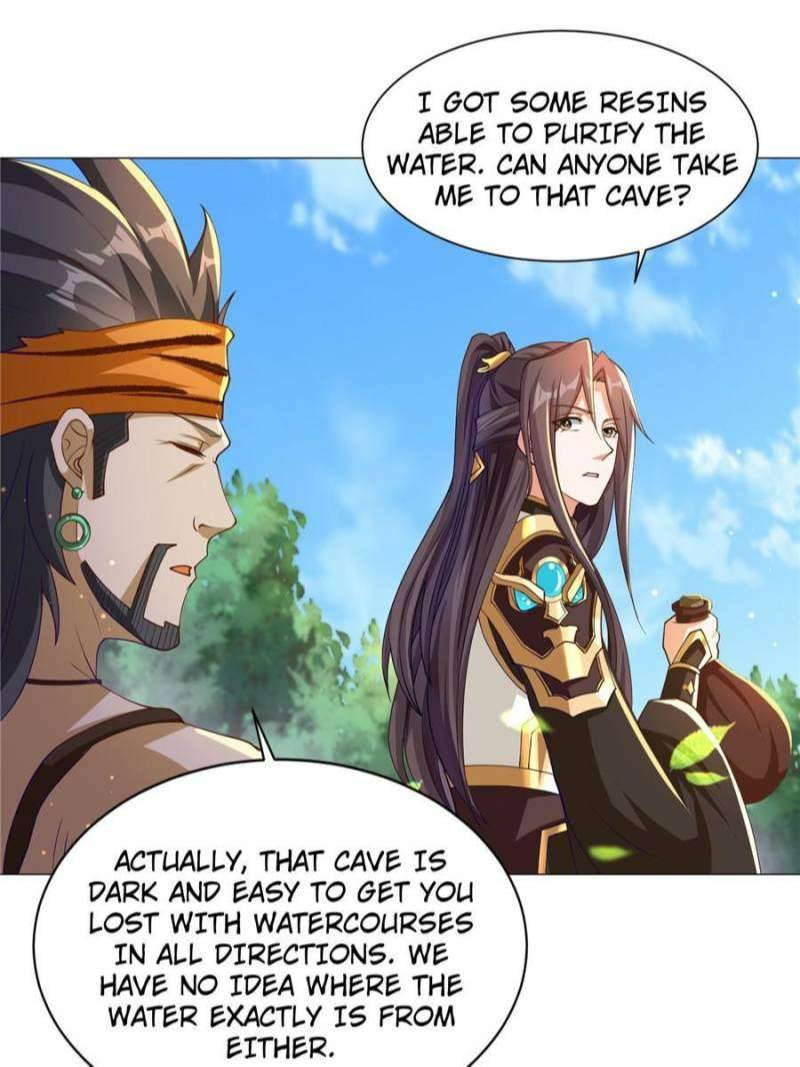 I GOT SOME RESINS
ABLE TO PURIFY THE
WATER. CAN ANYONE TAKE
ME TO THAT CAVE?
ACTUALLY, THAT CAVE IS
DARK AND EASY TO GET YOU
LOST WITH WATERCOURSES
IN ALL DIRECTIONS. WE
HAVE NO IDEA WHERE THE
WATER EXACTLY IS FROM
EITHER.